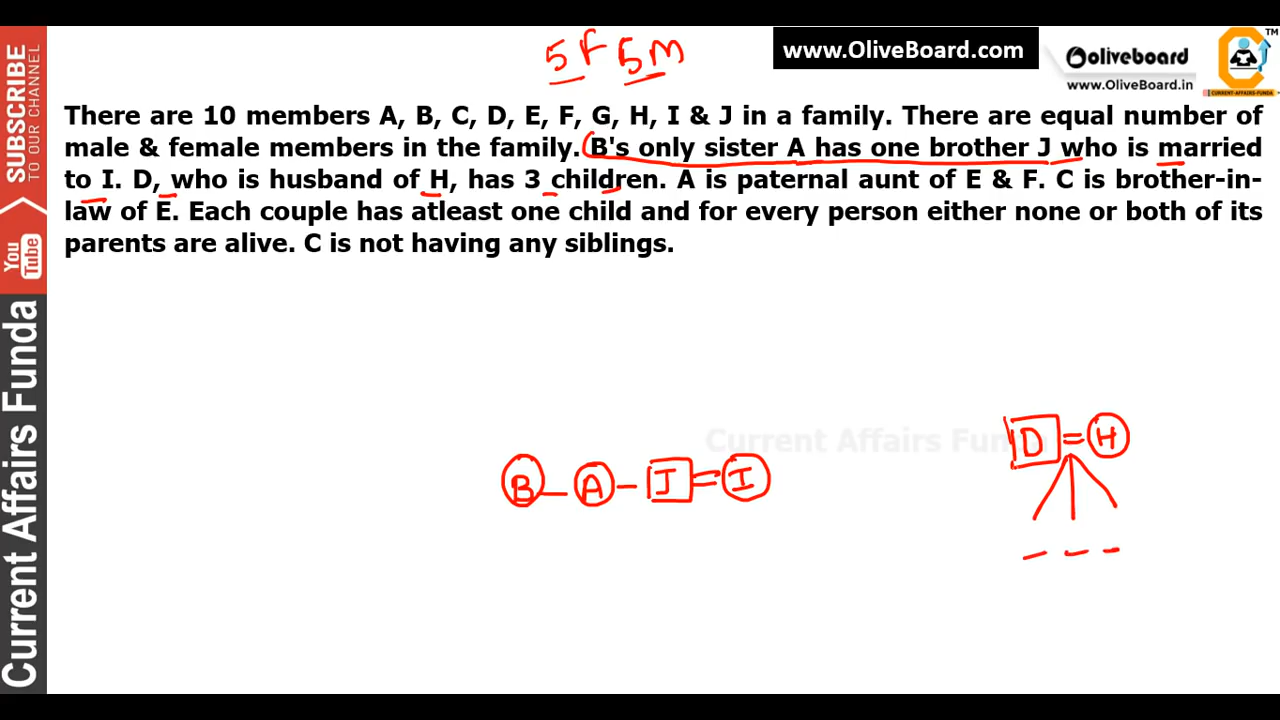 5F 5M
www.OliveBoard.com
oliveboard
www.OliveBoard.in
CURRENT-AFFAIRS-FUNDA
TM
SUBSCRIBE
TO OUR CHANNEL
You
Tube
Current Affairs Funda
There are 10 members A, B, C, D, E, F, G, H, I & J in a family. There are equal number of
male & female members in the family. B's only sister A has one brother J who is married
to I. D, who is husband of H, has 3 children. A is paternal aunt of E & F. C is brother-in-
law of E. Each couple has atleast one child and for every person either none or both of its
parents are alive. C is not having any siblings.
Current Affairs Funda
D = H
B - A - J = I